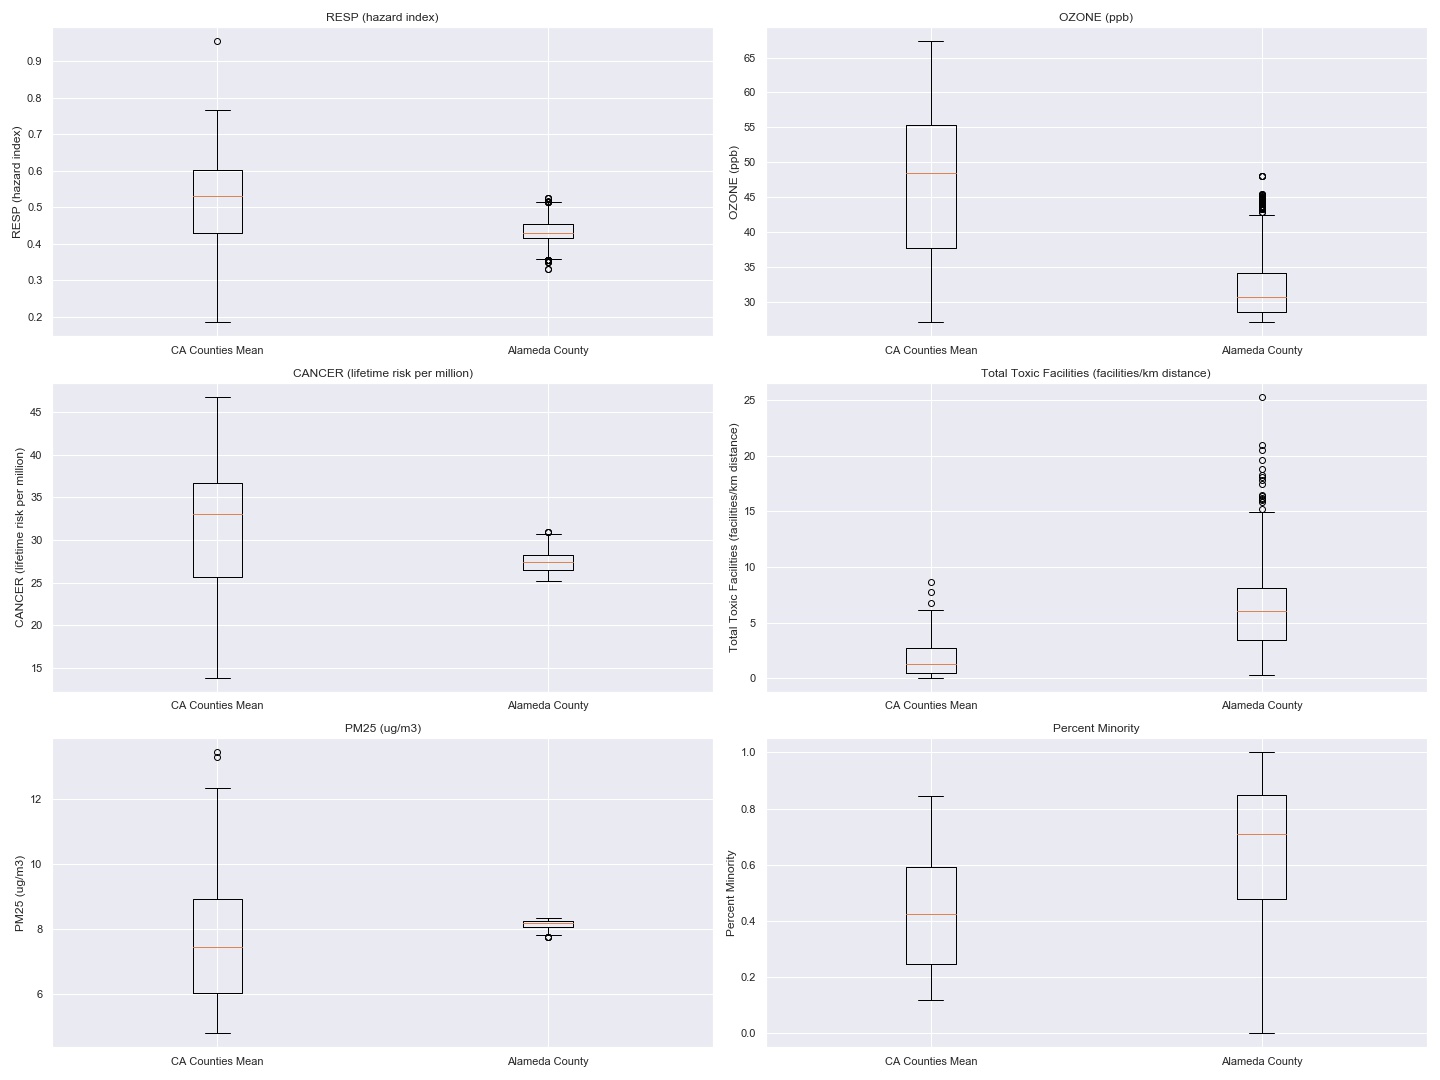 RESP (hazard index)
RESP (hazard index)
0.9
0.8
0.7
0.6
0.5
0.4
0.3
0.2
CA Counties Mean
Alameda County
OZONE (ppb)
OZONE (ppb)
65
60
55
50
45
40
35
30
CA Counties Mean
Alameda County
CANCER (lifetime risk per million)
CANCER (lifetime risk per million)
45
40
35
30
25
20
15
CA Counties Mean
Alameda County
Total Toxic Facilities (facilities/km distance)
Total Toxic Facilities (facilities/km distance)
25
20
15
10
5
0
CA Counties Mean
Alameda County
PM25 (ug/m3)
PM25 (ug/m3)
12
10
8
6
CA Counties Mean
Alameda County
Percent Minority
Percent Minority
1.0
0.8
0.6
0.4
0.2
0.0
CA Counties Mean
Alameda County